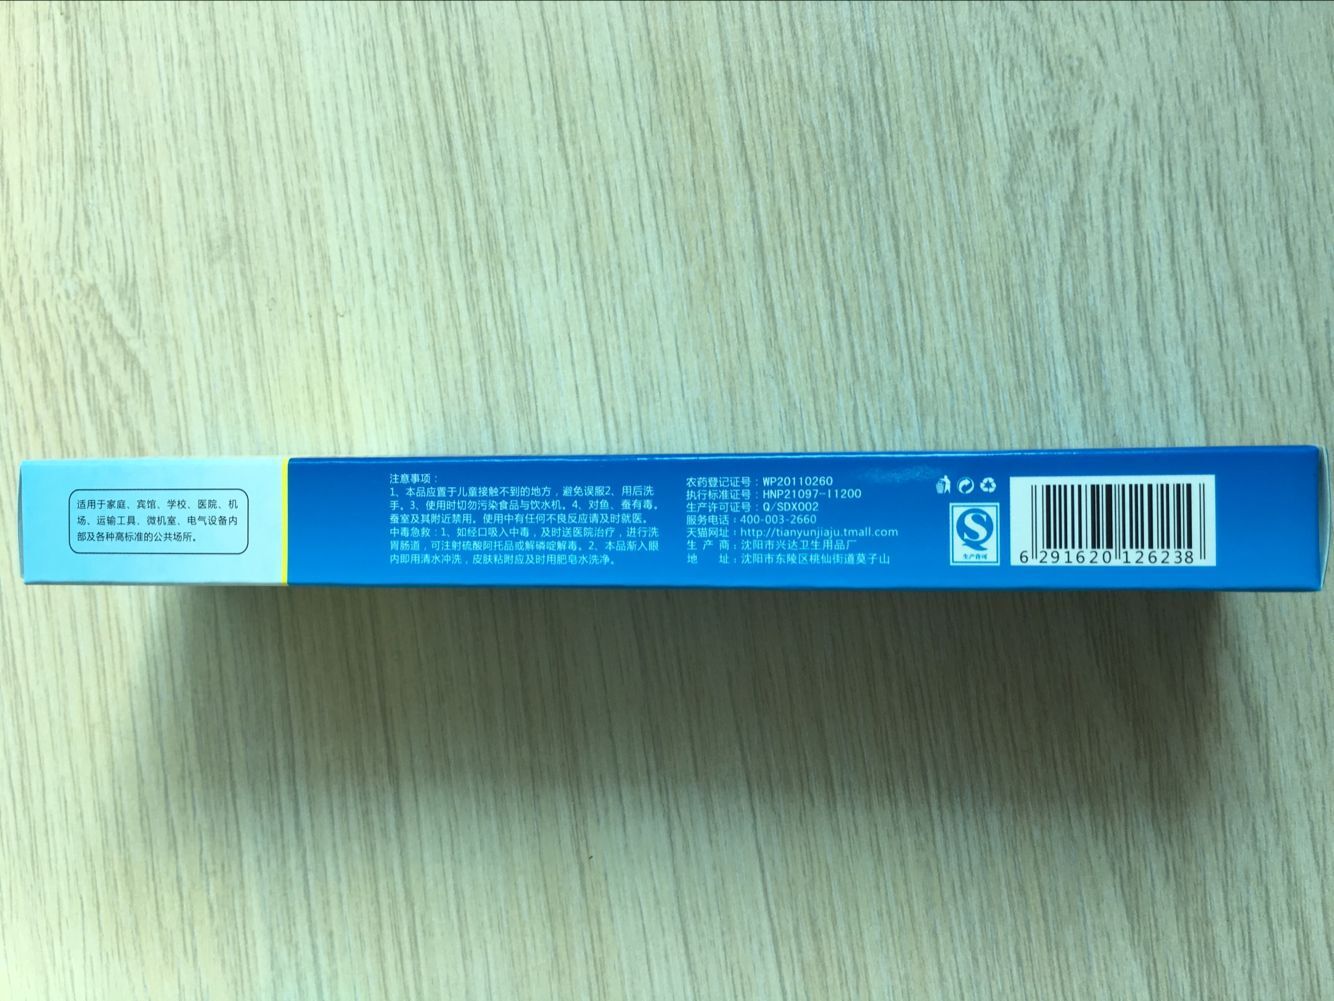 适用于家庭、宾馆、学校、医院、机
场、运输工具、微机室、电气设备内
部及各种高标准的公共场所。
注意事项：
1、本品应置于儿童接触不到的地方，避免误服2、用后洗
手。3、使用时切勿污染食品与饮水机。4、对鱼、蚕有毒。
蚕室及其附近禁用。使用中有任何不良反应请及时就医。
中毒急救：1、如经口吸入中毒，及时送医院治疗，进行洗
胃肠道，可注射硫酸阿托品或解磷啶解毒。2、本品渐入眼
内即用清水冲洗，皮肤粘附应及时用肥皂水洗净。
农药登记证号：WP20110260
执行标准证号：HNP21097-I1200
生产许可证号：Q/SDX002
服务电话：400-003-2660
天猫网址：http://tianyunjiaju.tmall.com
生 产 商：沈阳市兴达卫生用品厂
地 址：沈阳市东陵区桃仙街道莫子山
生产许可
6 291620 126238